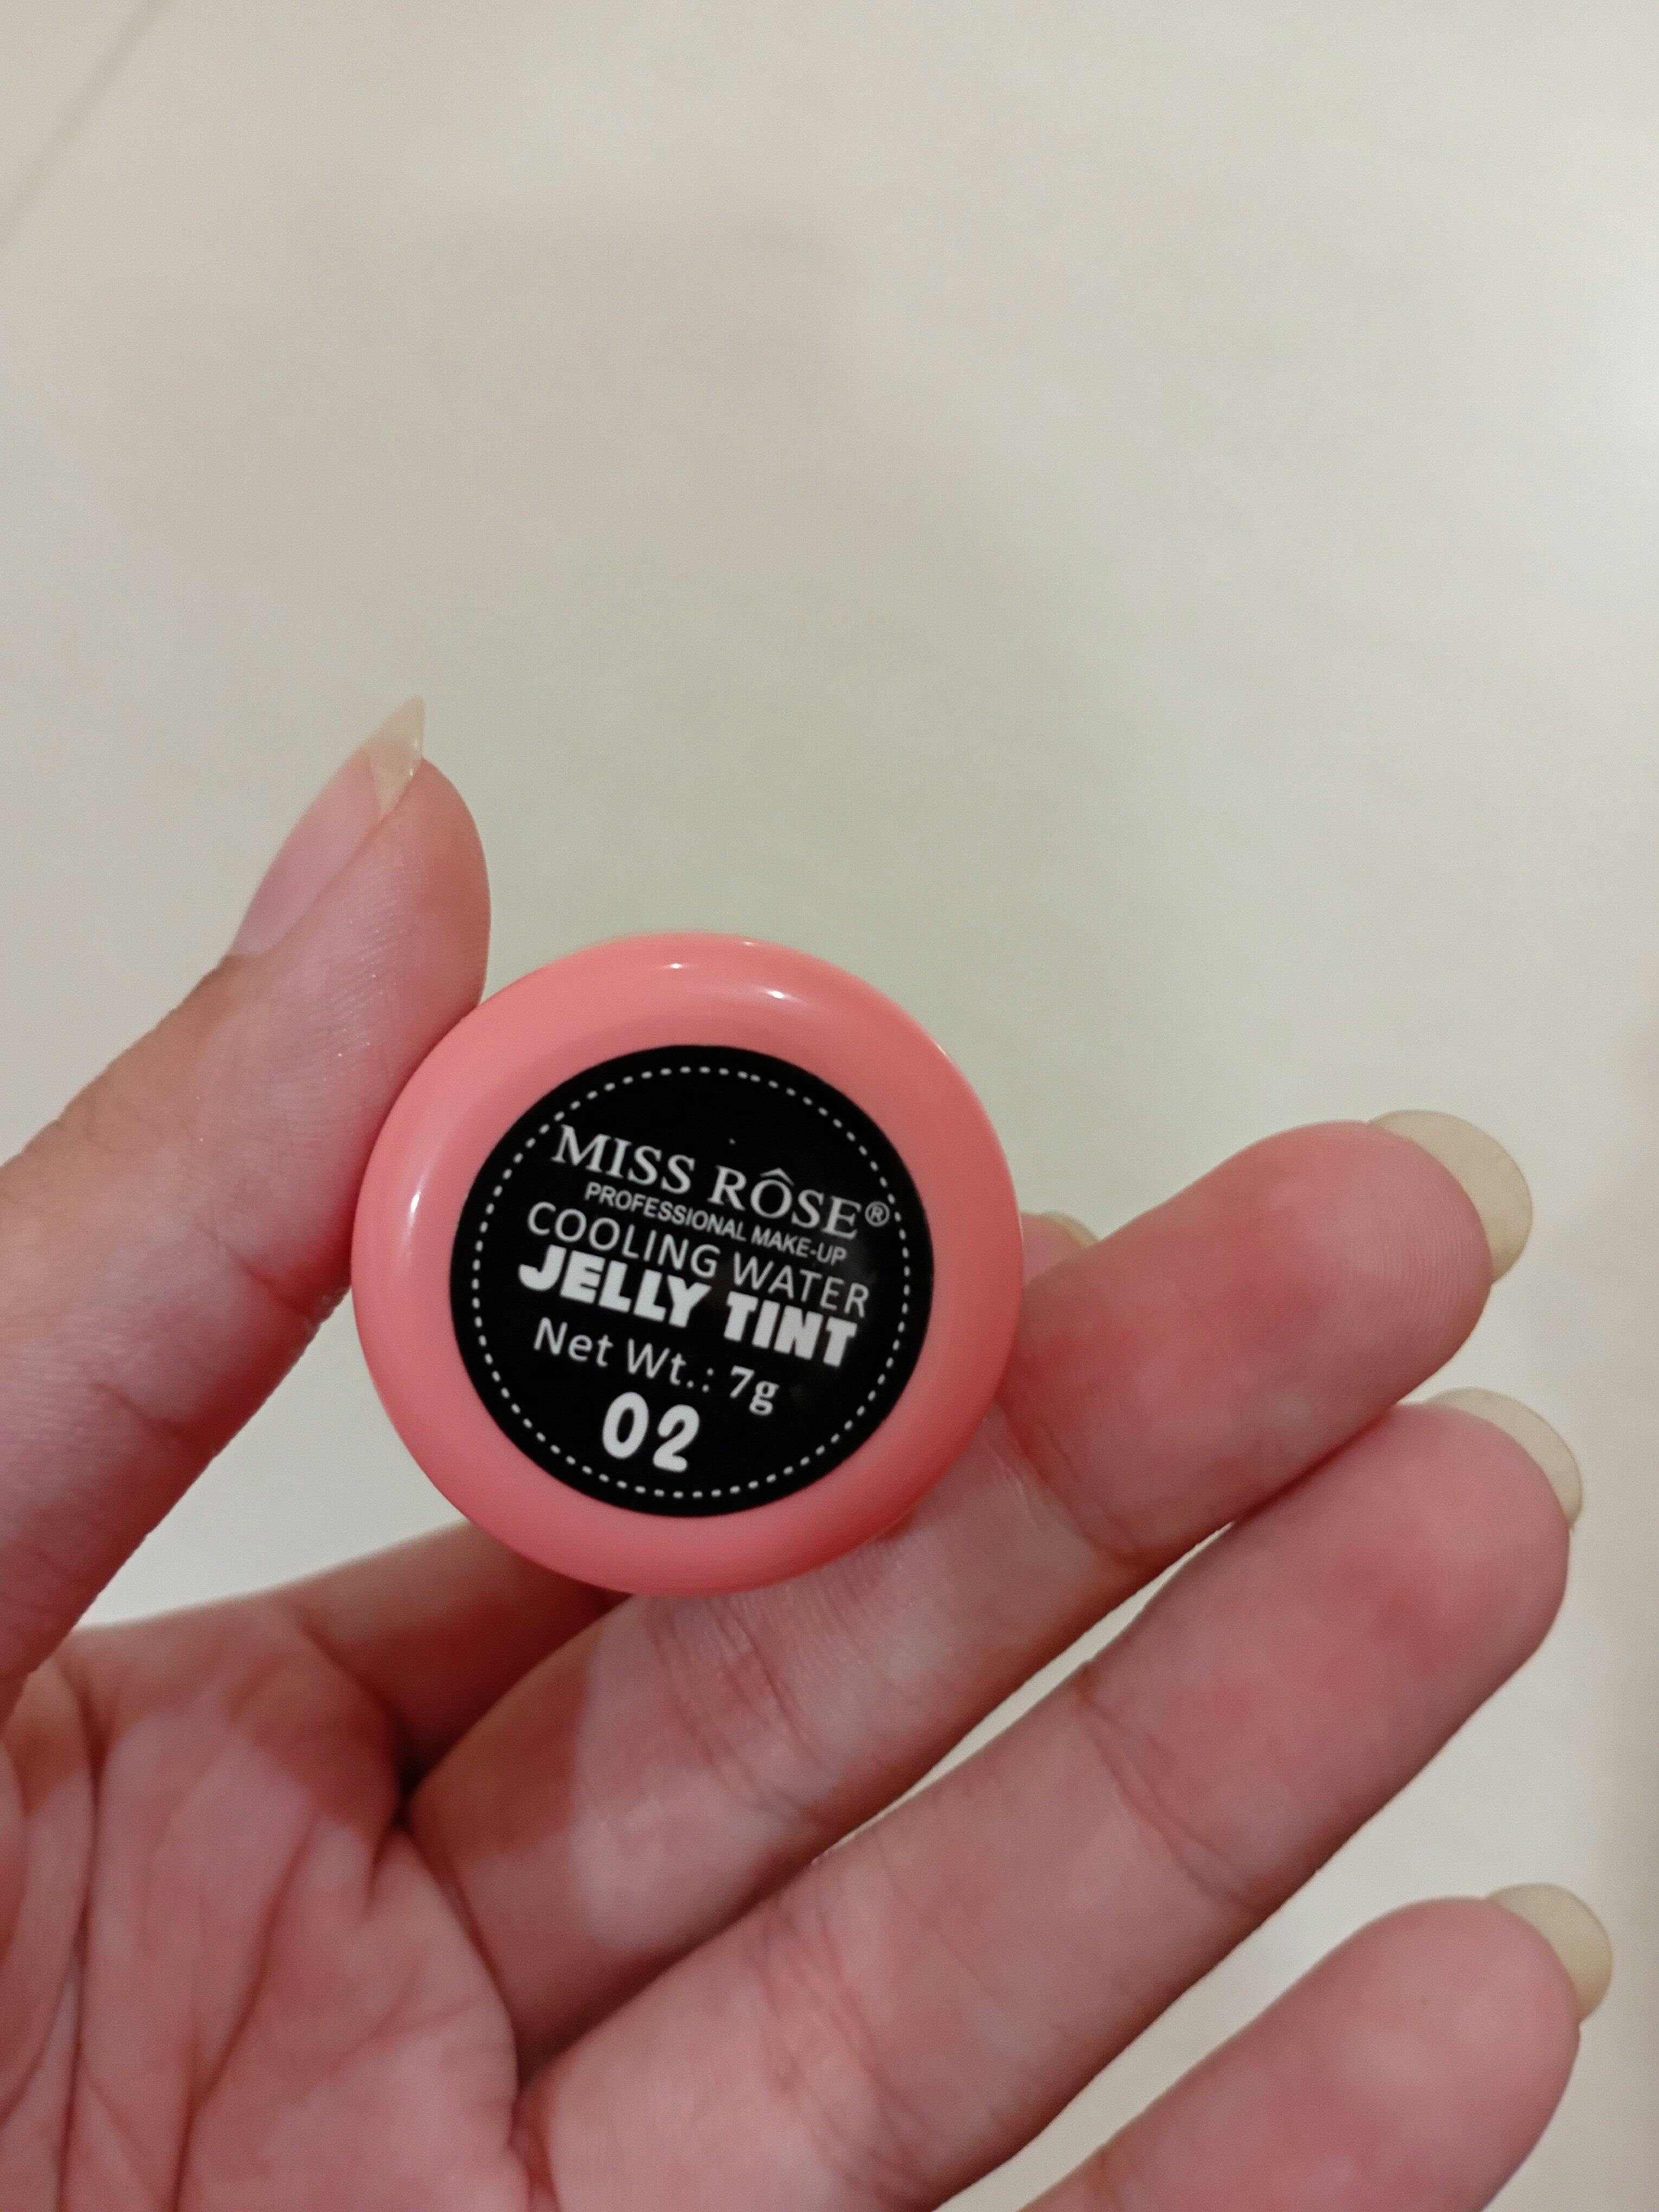 MISS RÔSE®
PROFESSIONAL MAKE-UP
COOLING WATER
JELLY TINT
Net Wt.: 7g
02